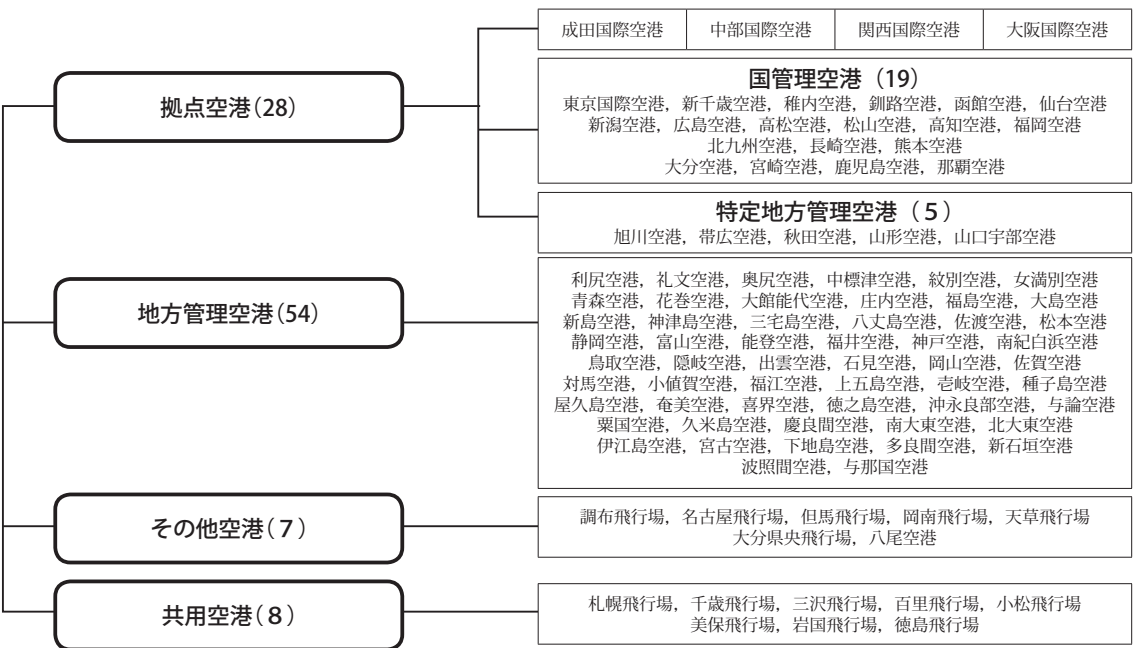 拠点空港(28)
成田国際空港
中部国際空港
関西国際空港
大阪国際空港
国管理空港（19）
東京国際空港，新千歳空港，稚内空港，釧路空港，函館空港，仙台空港
新潟空港，広島空港，高松空港，松山空港，高知空港，福岡空港
北九州空港，長崎空港，熊本空港
大分空港，宮崎空港，鹿児島空港，那覇空港
特定地方管理空港（5）
旭川空港，帯広空港，秋田空港，山形空港，山口宇部空港
地方管理空港(54)
利尻空港，礼文空港，奥尻空港，中標津空港，紋別空港，女満別空港
青森空港，花巻空港，大館能代空港，庄内空港，福島空港，大島空港
新島空港，神津島空港，三宅島空港，八丈島空港，佐渡空港，松本空港
静岡空港，富山空港，能登空港，福井空港，神戸空港，南紀白浜空港
鳥取空港，隠岐空港，出雲空港，石見空港，岡山空港，佐賀空港
対馬空港，小値賀空港，福江空港，上五島空港，壱岐空港，種子島空港
屋久島空港，奄美空港，喜界空港，徳之島空港，沖永良部空港，与論空港
粟国空港，久米島空港，慶良間空港，南大東空港，北大東空港
伊江島空港，宮古空港，下地島空港，多良間空港，新石垣空港
波照間空港，与那国空港
その他空港(7)
調布飛行場，名古屋飛行場，但馬飛行場，岡南飛行場，天草飛行場
大分県央飛行場，八尾空港
共用空港(8)
札幌飛行場，千歳飛行場，三沢飛行場，百里飛行場，小松飛行場
美保飛行場，岩国飛行場，徳島飛行場